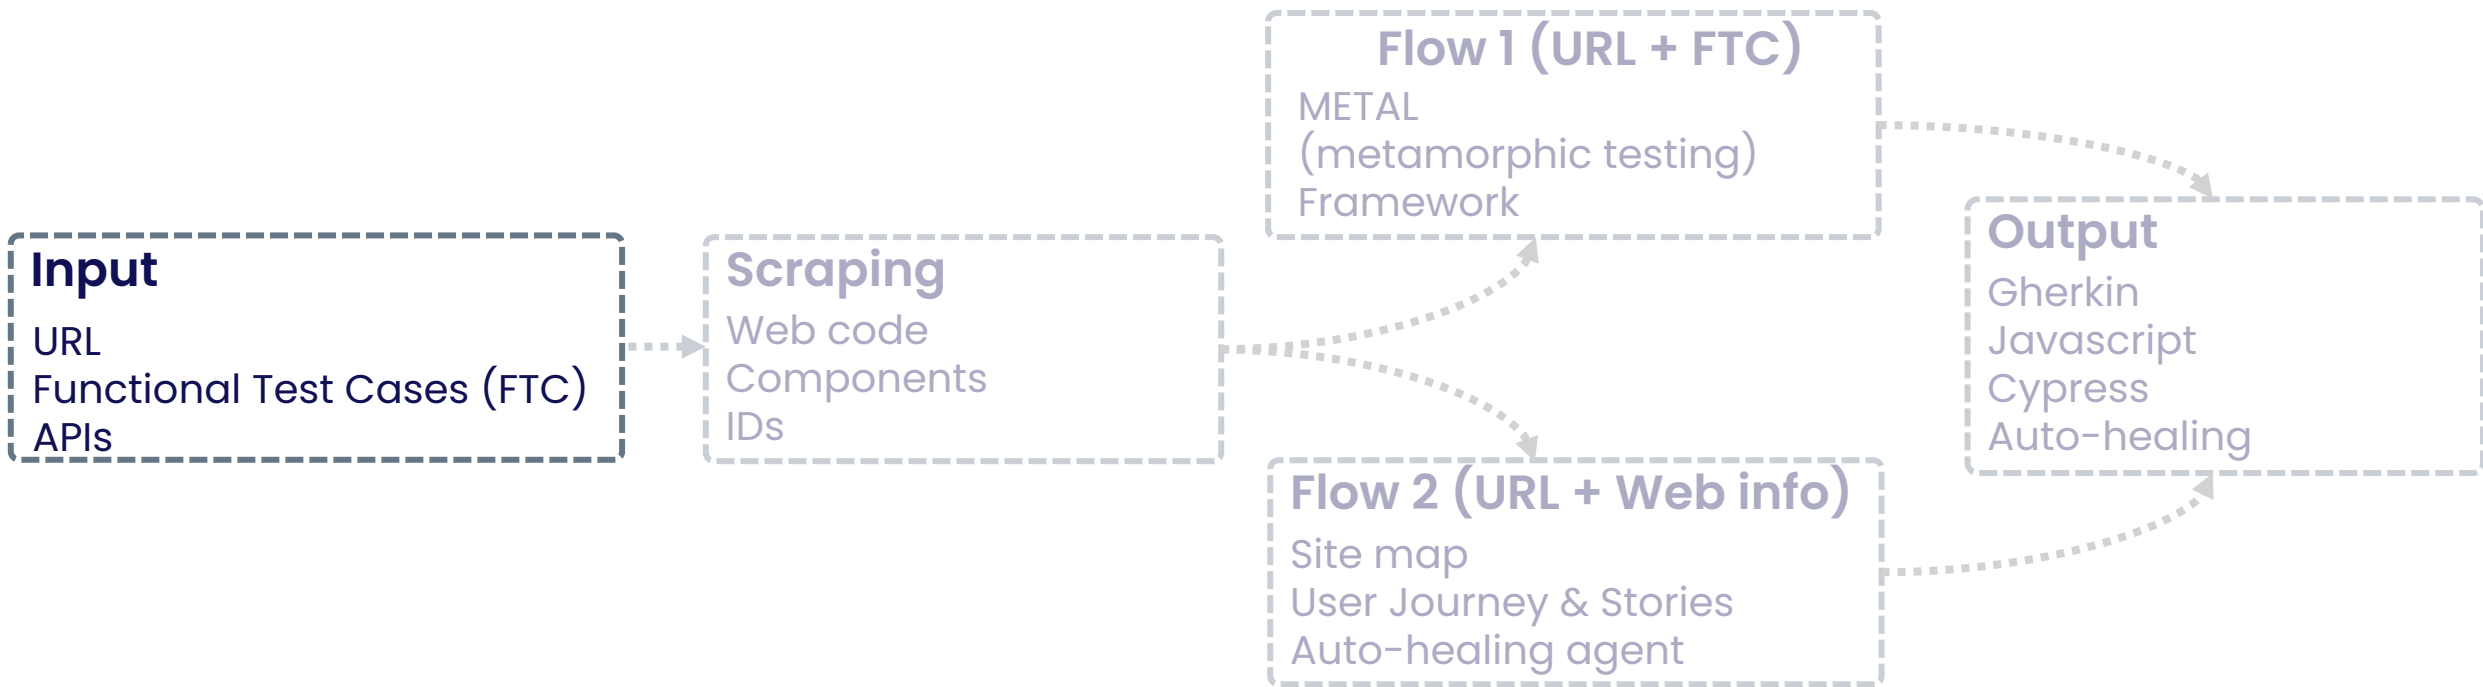 Input
URL
Functional Test Cases (FTC)
APIs
Scraping
Web code
Components
IDs
Flow 1 (URL + FTC)
METAL
(metamorphic testing)
Framework
Flow 2 (URL + Web info)
Site map
User Journey & Stories
Auto-healing agent
Output
Gherkin
Javascript
Cypress
Auto-healing